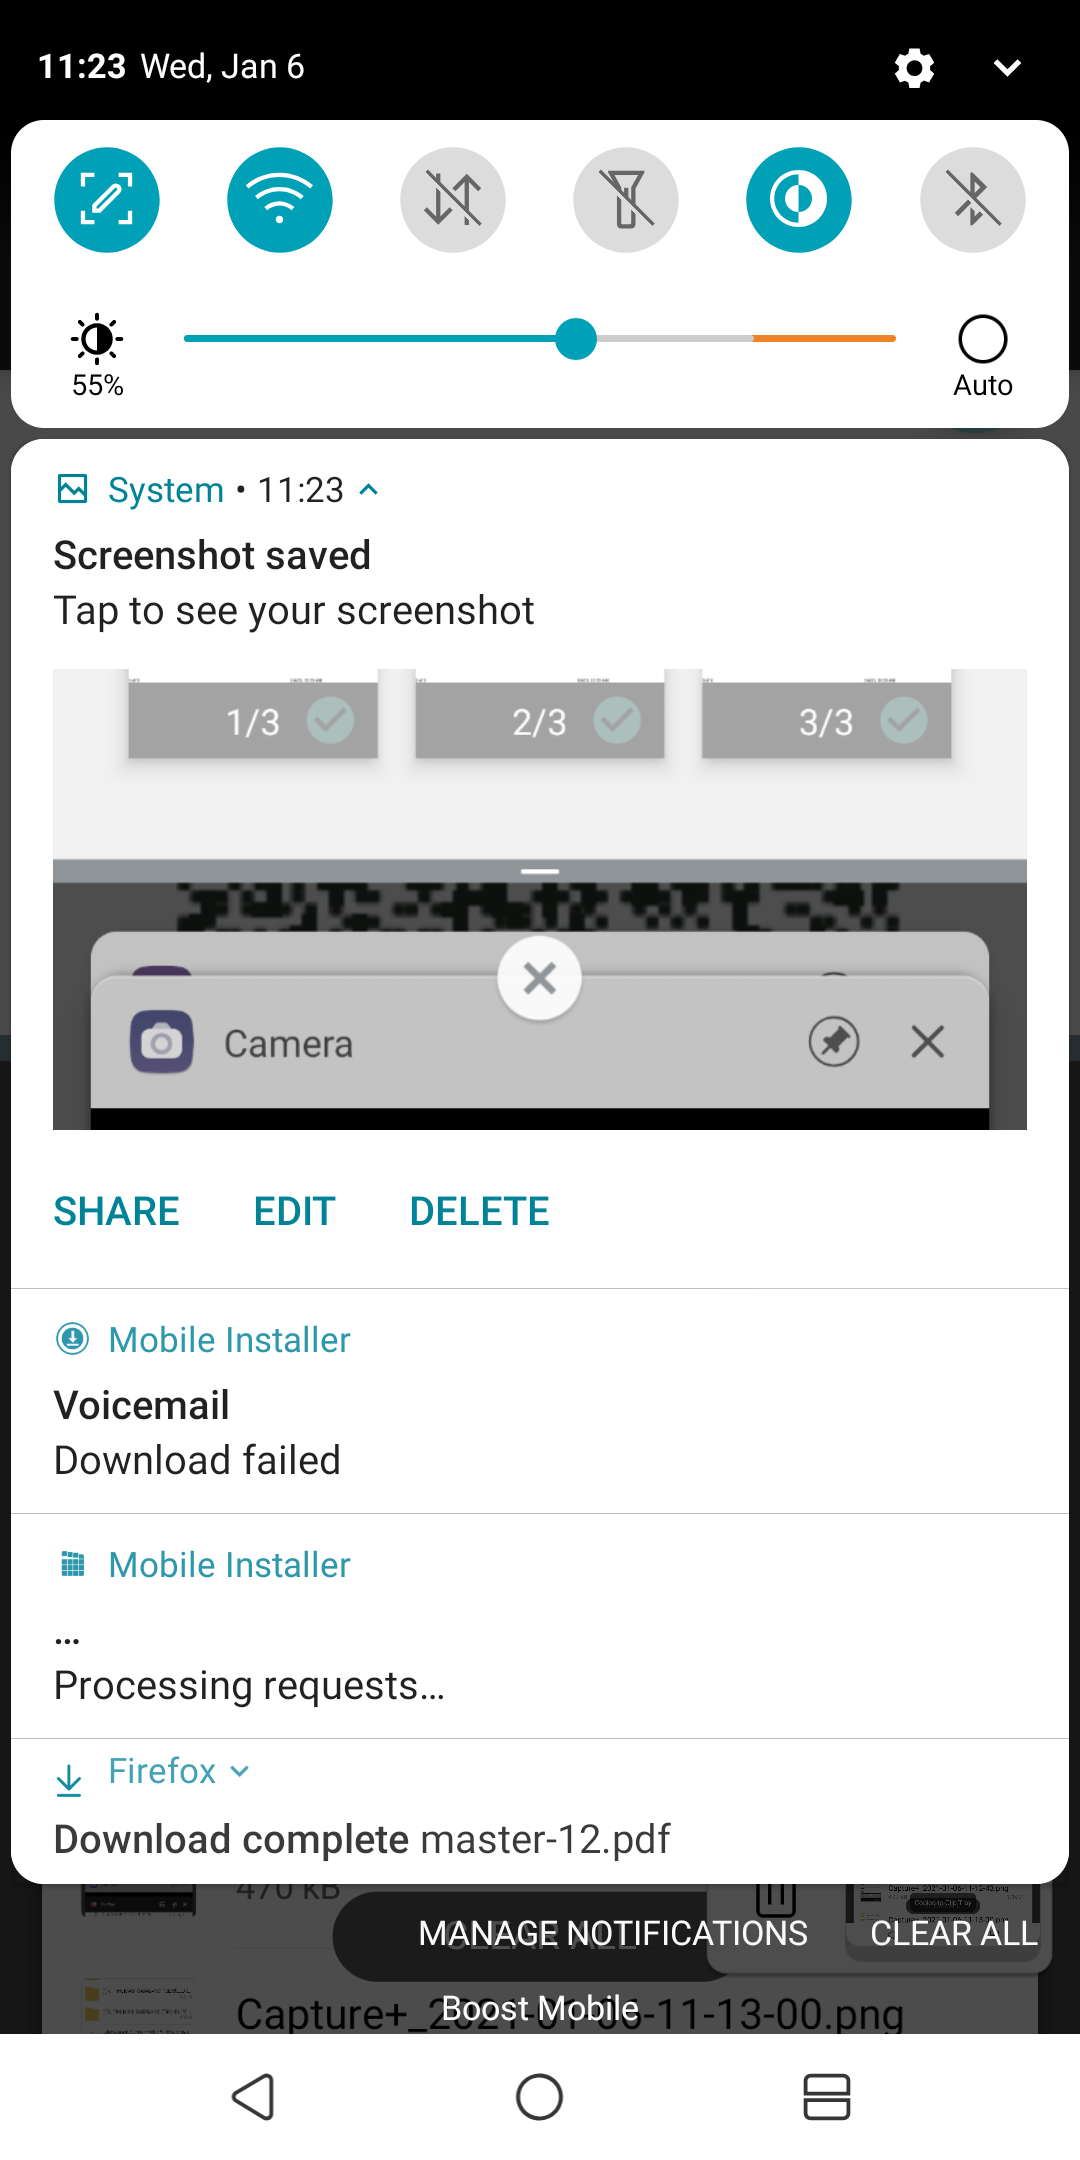 11:23 Wed, Jan 6
55%
Auto
System • 11:23
Screenshot saved
Tap to see your screenshot
1/3
2/3
3/3
Camera
SHARE EDIT DELETE
Mobile Installer
Voicemail
Download failed
Mobile Installer
...
Processing requests...
Firefox
Download complete master-12.pdf
470 kB
CLEAR ALL
MANAGE NOTIFICATIONS CLEAR ALL
Capture+_2021-01-06-11-13-00.png
Boost Mobile